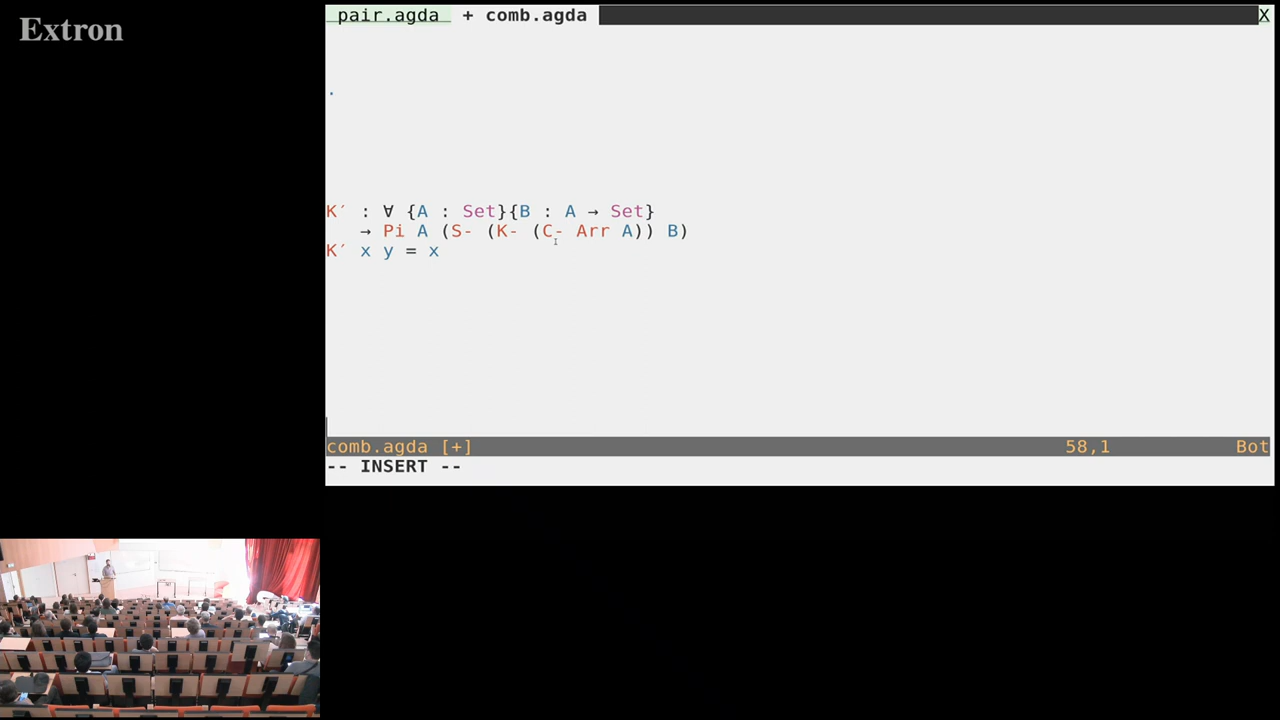 Extron
pair.agda + comb.agda X
.
K′ : ∀ {A : Set}{B : A → Set}
→ Pi A (S- (K- (C- Arr A)) B)
K′ x y = x
comb.agda [+] 58,1 Bot
-- INSERT --